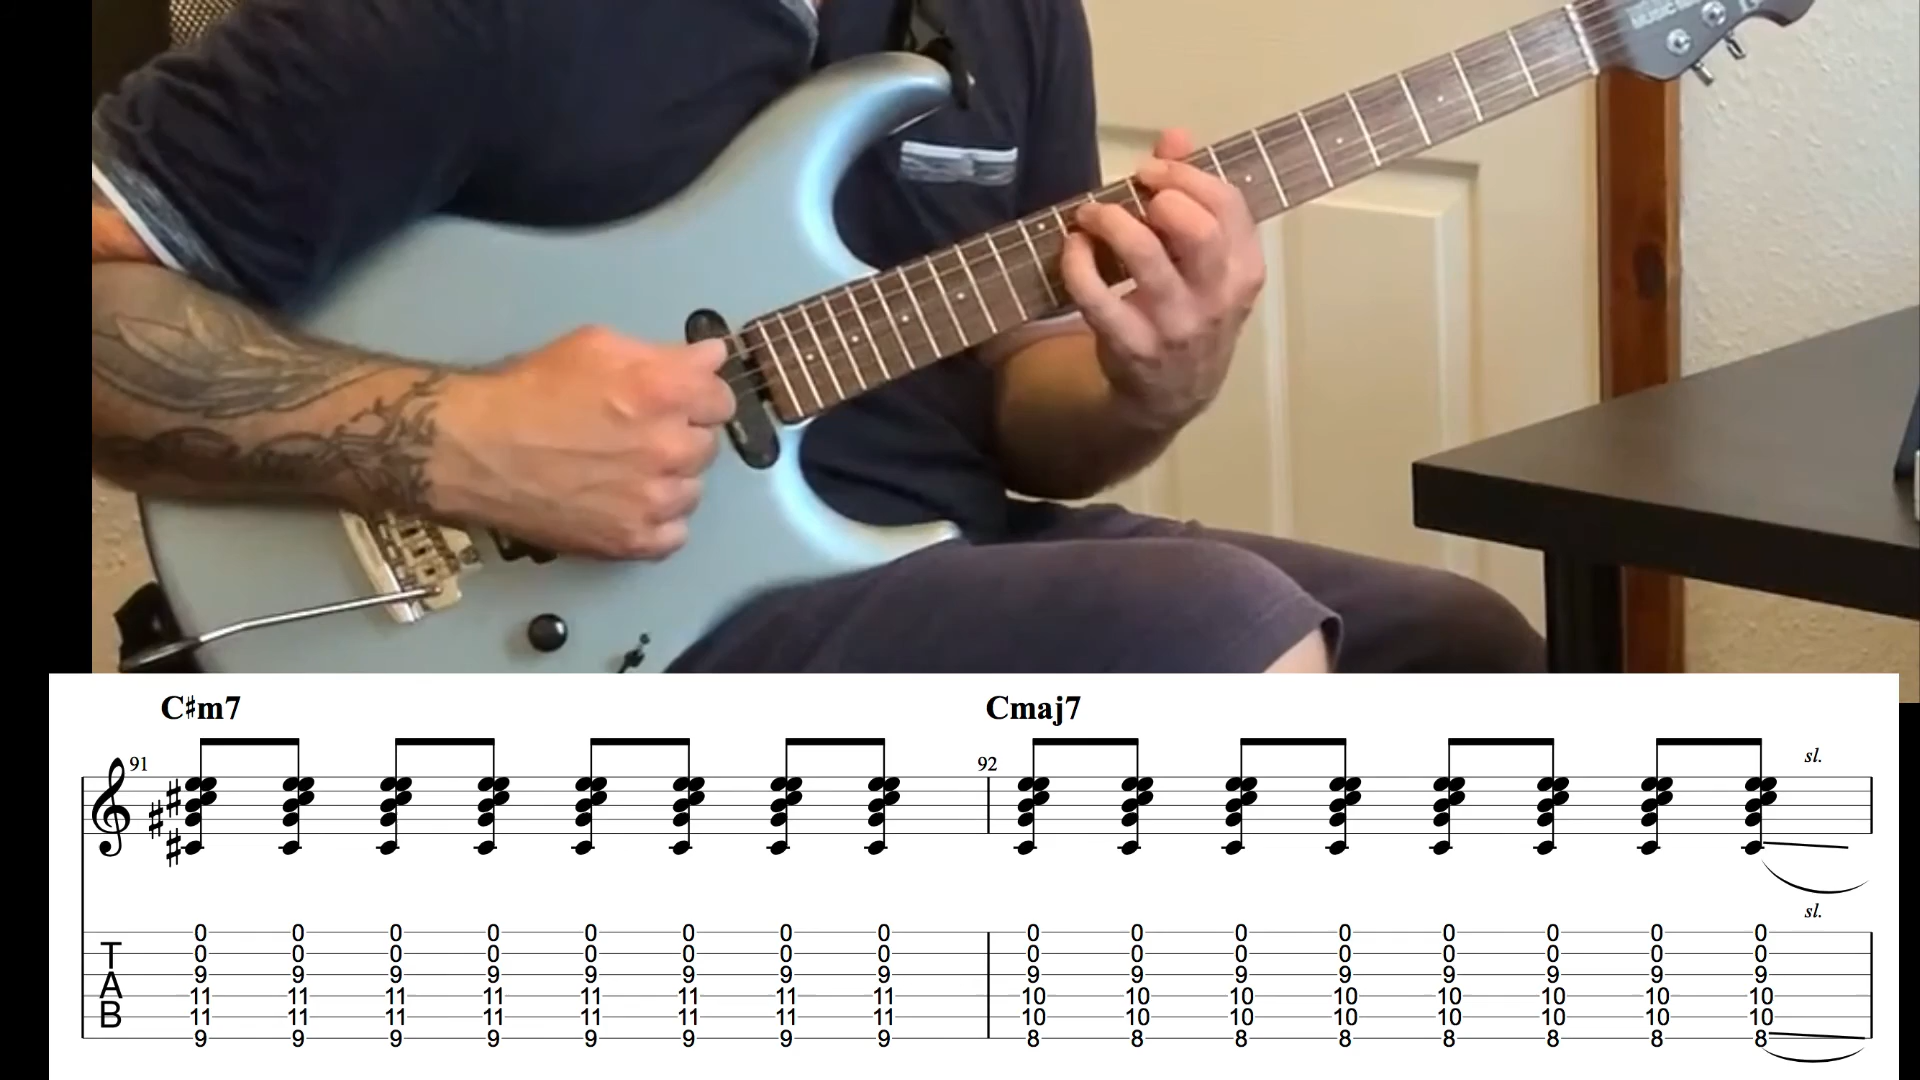 MUSIC MAN
C♯m7 Cmaj7
91 92 sl.
sl.
0 0 0 0 0 0 0 0 0 0 0 0 0 0 0 0
T 0 0 0 0 0 0 0 0 0 0 0 0 0 0 0 0
9 9 9 9 9 9 9 9 9 9 9 9 9 9 9 9
A 11 11 11 11 11 11 11 11 10 10 10 10 10 10 10 10
B 11 11 11 11 11 11 11 11 10 10 10 10 10 10 10 10
9 9 9 9 9 9 9 9 8 8 8 8 8 8 8 8